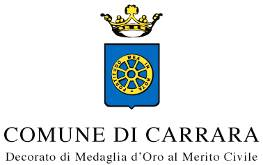 COMUNE DI CARRARA
Decorato di Medaglia d'Oro al Merito Civile